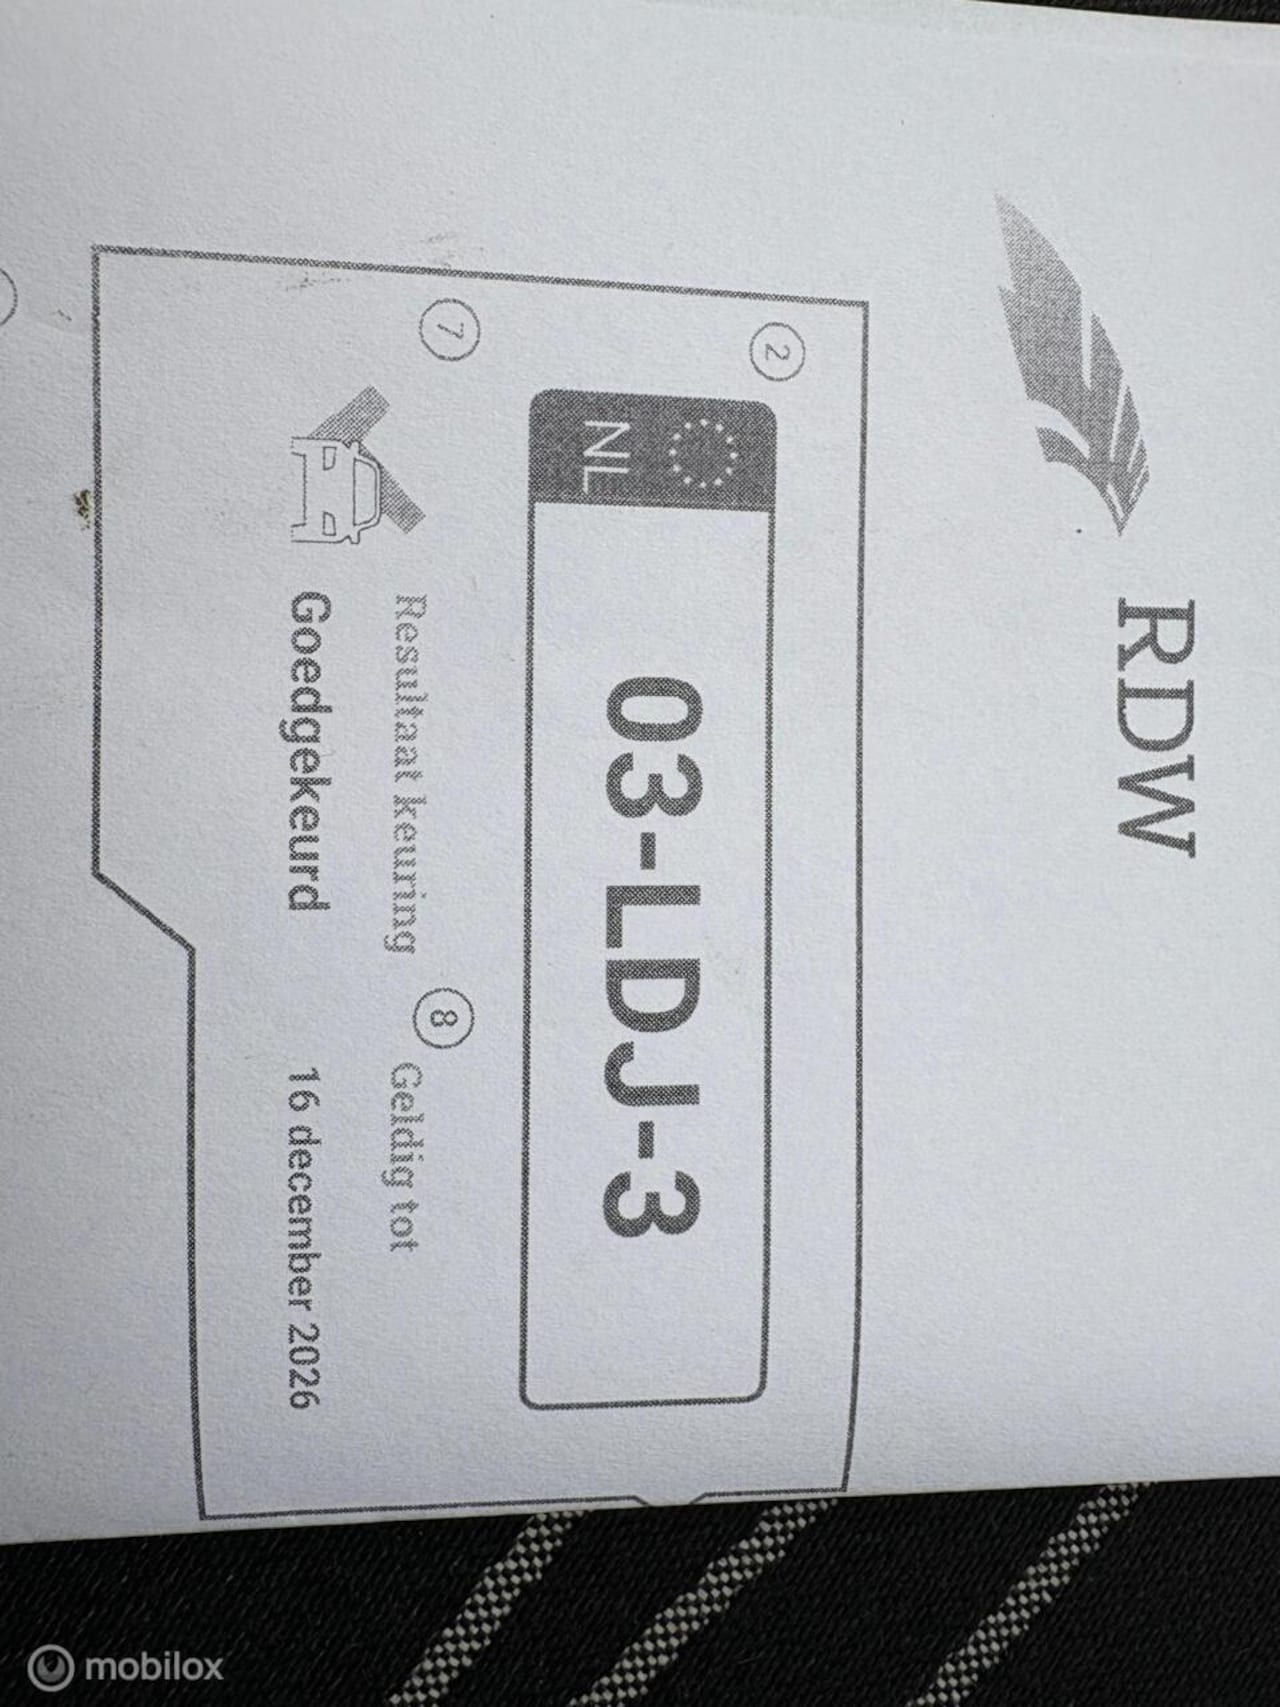 RDW
2
NL
03-LDJ-3
7
Resultaat keuring
Goedgekeurd
8
Geldig tot
16 december 2026
mobilox